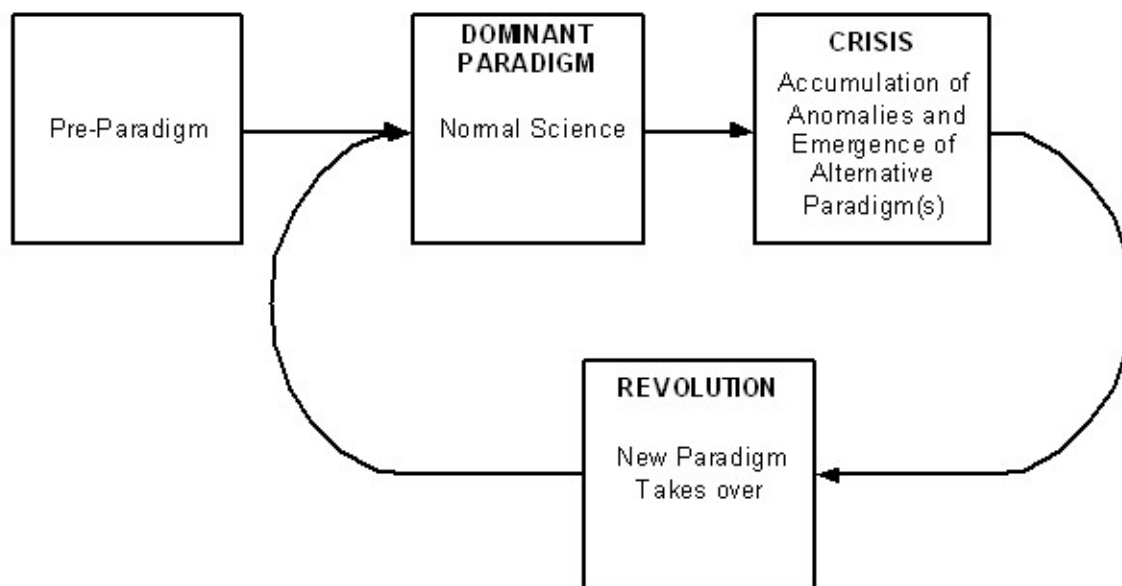 Pre-Paradigm
DOMINANT
PARADIGM
Normal Science
CRISIS
Accumulation of
Anomalies and
Emergence of
Alternative
Paradigm(s)
REVOLUTION
New Paradigm
Takes over